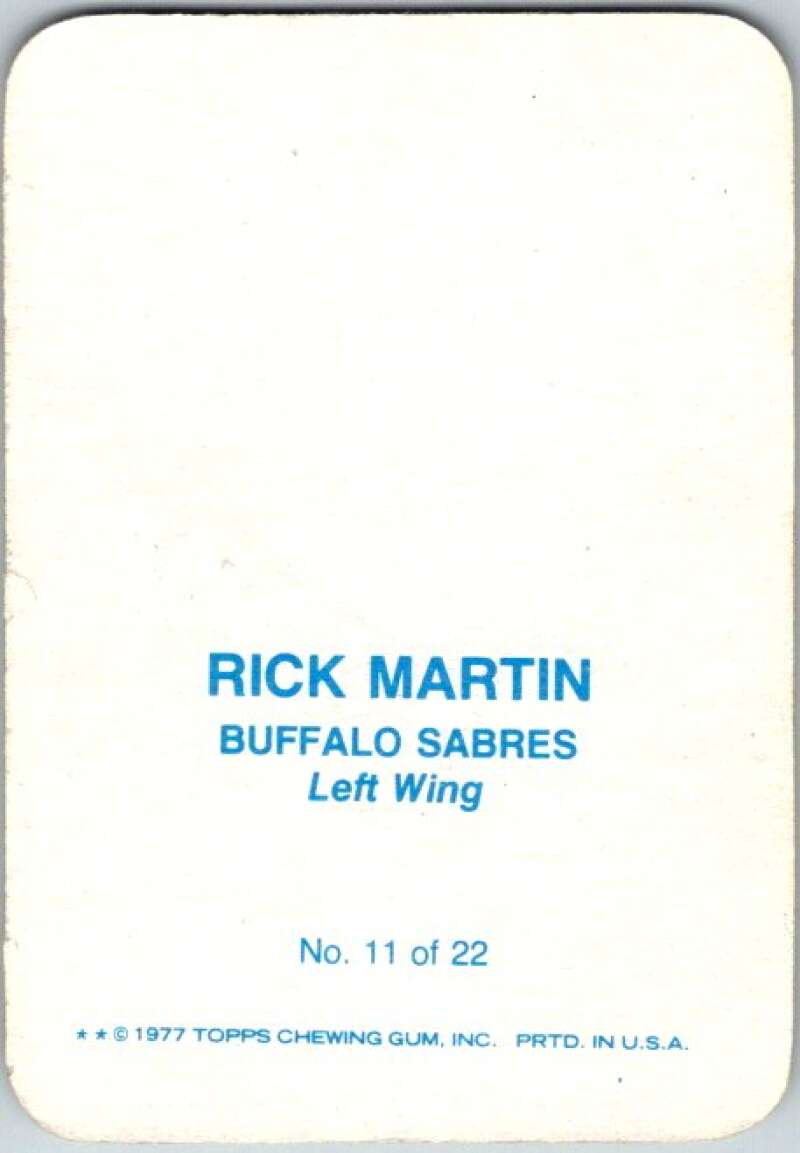 RICK MARTIN
BUFFALO SABRES
Left Wing
No. 11 of 22
* * © 1977 TOPPS CHEWING GUM, INC. PRTD. IN U.S.A.